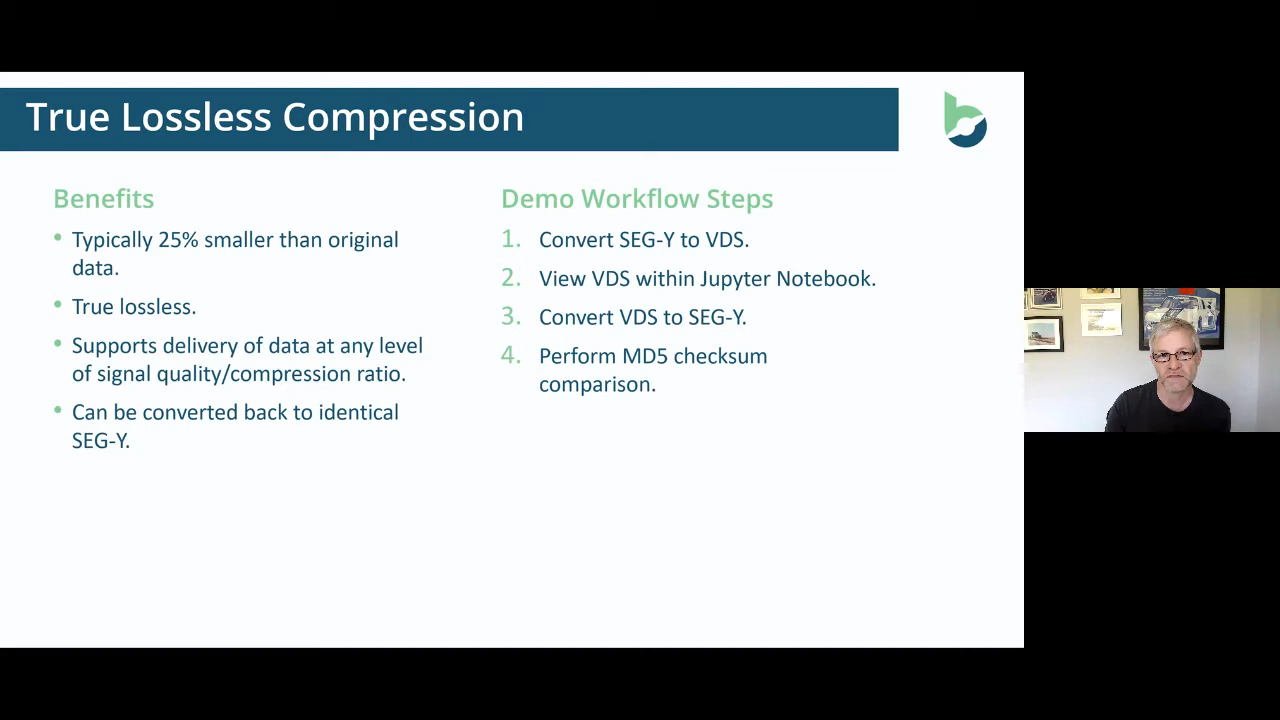 True Lossless Compression
Benefits
• Typically 25% smaller than original
data.
• True lossless.
• Supports delivery of data at any level
of signal quality/compression ratio.
• Can be converted back to identical
SEG-Y.
Demo Workflow Steps
1. Convert SEG-Y to VDS.
2. View VDS within Jupyter Notebook.
3. Convert VDS to SEG-Y.
4. Perform MD5 checksum
comparison.